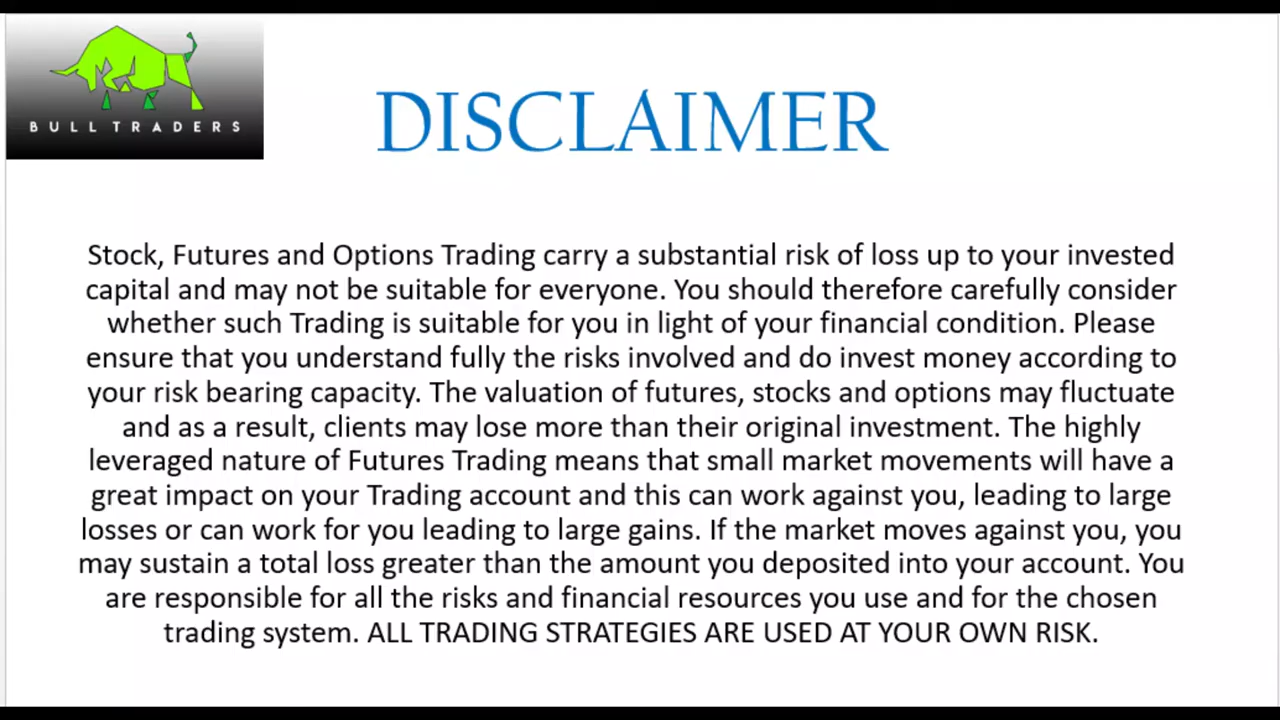 BULL TRADERS
DISCLAIMER
Stock, Futures and Options Trading carry a substantial risk of loss up to your invested
capital and may not be suitable for everyone. You should therefore carefully consider
whether such Trading is suitable for you in light of your financial condition. Please
ensure that you understand fully the risks involved and do invest money according to
your risk bearing capacity. The valuation of futures, stocks and options may fluctuate
and as a result, clients may lose more than their original investment. The highly
leveraged nature of Futures Trading means that small market movements will have a
great impact on your Trading account and this can work against you, leading to large
losses or can work for you leading to large gains. If the market moves against you, you
may sustain a total loss greater than the amount you deposited into your account. You
are responsible for all the risks and financial resources you use and for the chosen
trading system. ALL TRADING STRATEGIES ARE USED AT YOUR OWN RISK.